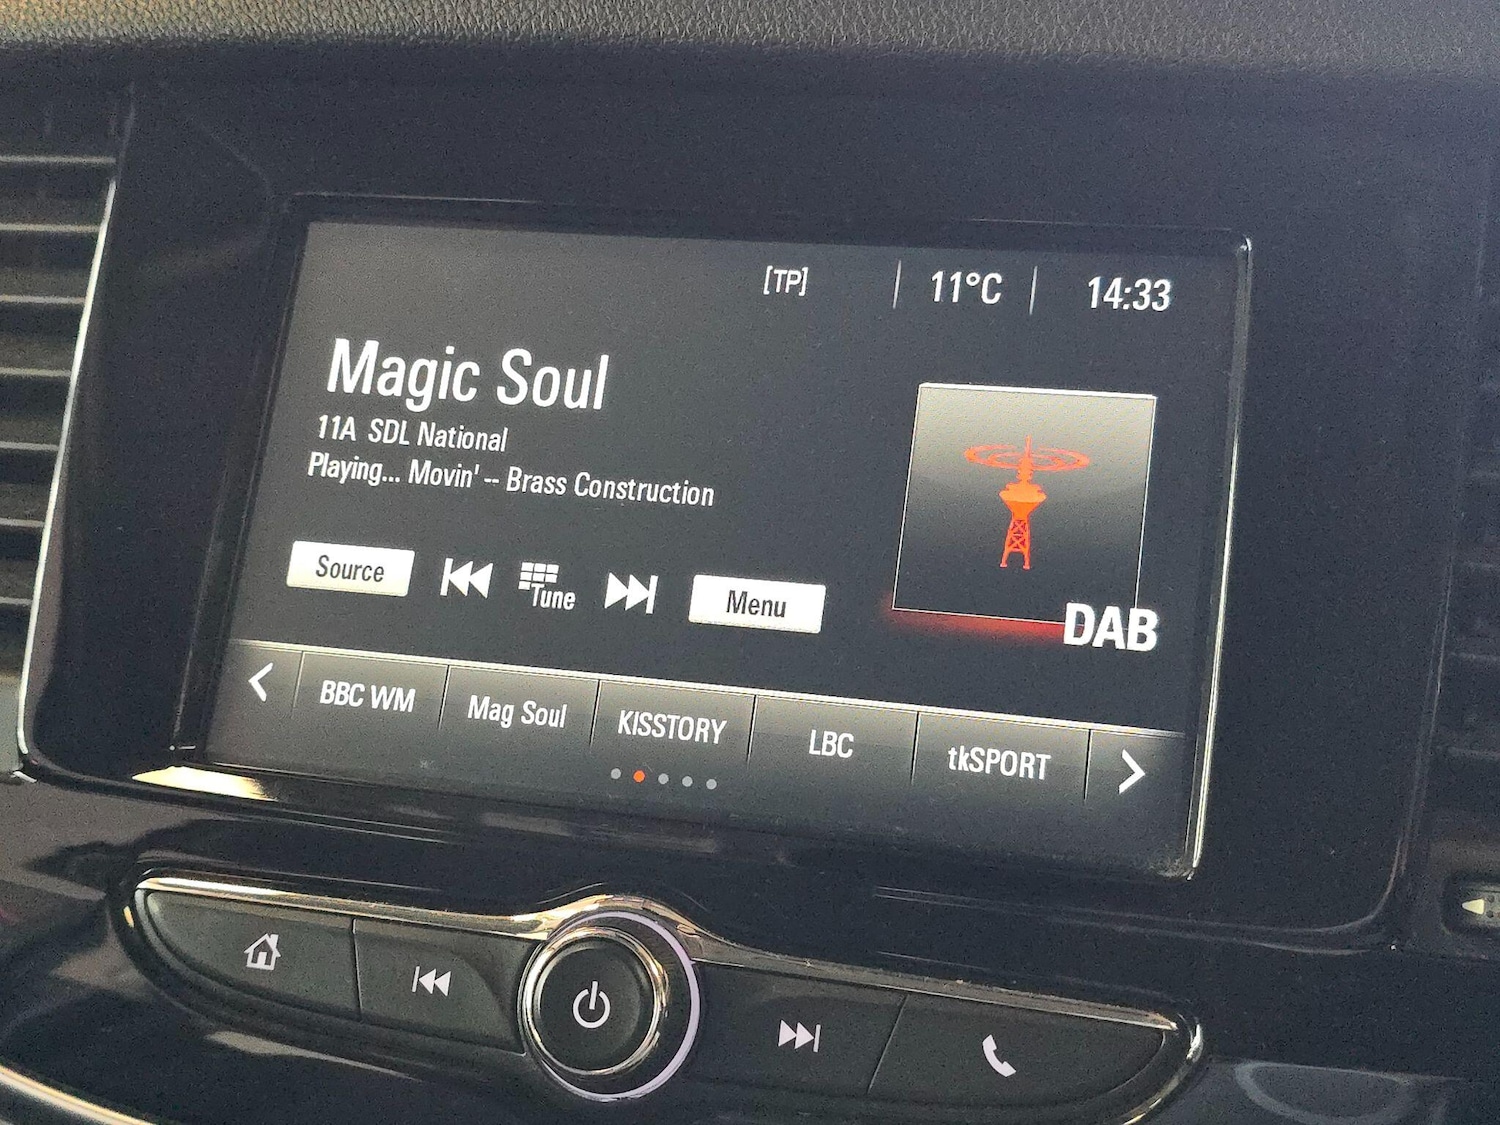 [TP] 11°C 14:33
Magic Soul
11A SDL National
Playing... Movin' -- Brass Construction
Source
Tune
Menu
DAB
BBC WM
Mag Soul
KISSTORY
LBC
tkSPORT